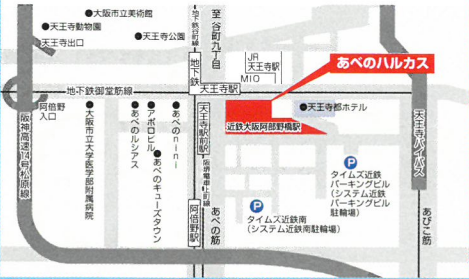 ●大阪市立美術館
●天王寺動物園
●天王寺公園
天王寺出口
地下鉄谷町線
至／谷町九丁目
地下鉄
天王寺駅
JR
天王寺駅
MIO
あべのハルカス
地下鉄御堂筋線
阿倍野
入口
阪神高速14号松原線
●大阪市立大学医学部附属病院
●あべのルシアス
●アポロビル
●あべのキューズタウン
●あべのnini
天王寺駅前駅
阪堺電車上町線
阿倍野駅
あべの筋
近鉄大阪阿部野橋駅
●天王寺都ホテル
天王寺バイパス
あびこ筋
P
タイムズ近鉄
パーキングビル
(システム近鉄
パーキングビル
駐輪場)
P
タイムズ近鉄南
(システム近鉄南駐輪場)